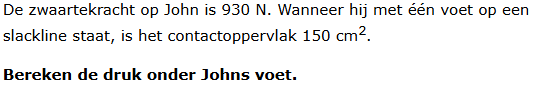 De zwaartekracht op John is 930 N. Wanneer hij met één voet op een
slackline staat, is het contactoppervlak 150 cm².
Bereken de druk onder Johns voet.